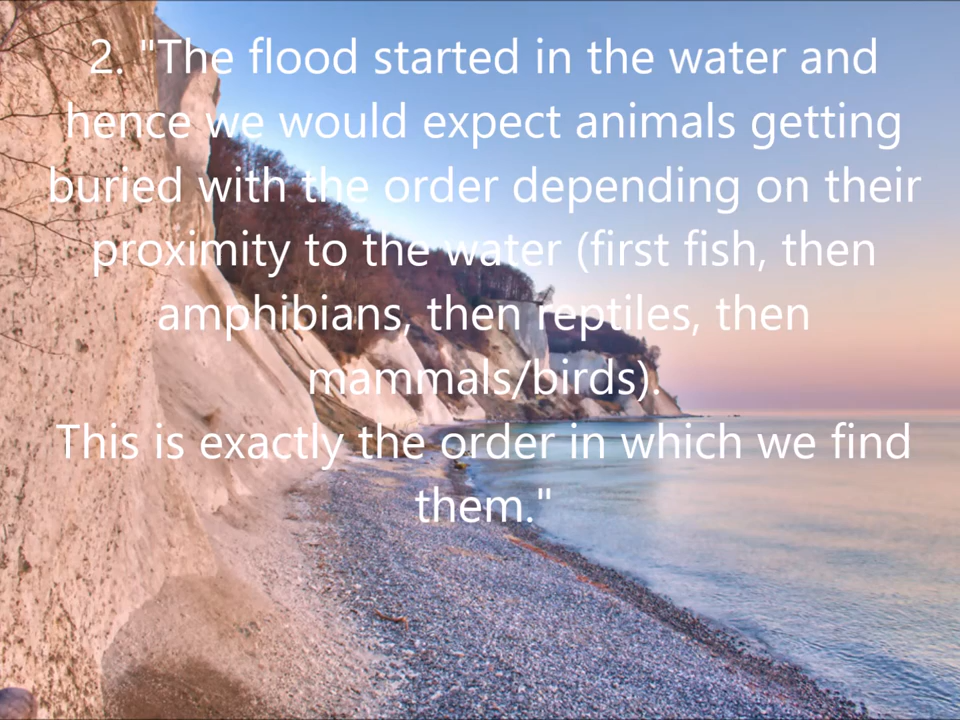 2. "The flood started in the water and
hence we would expect animals getting
buried with the order depending on their
proximity to the water (first fish, then
amphibians, then reptiles, then
mammals/birds).
This is exactly the order in which we find
them."